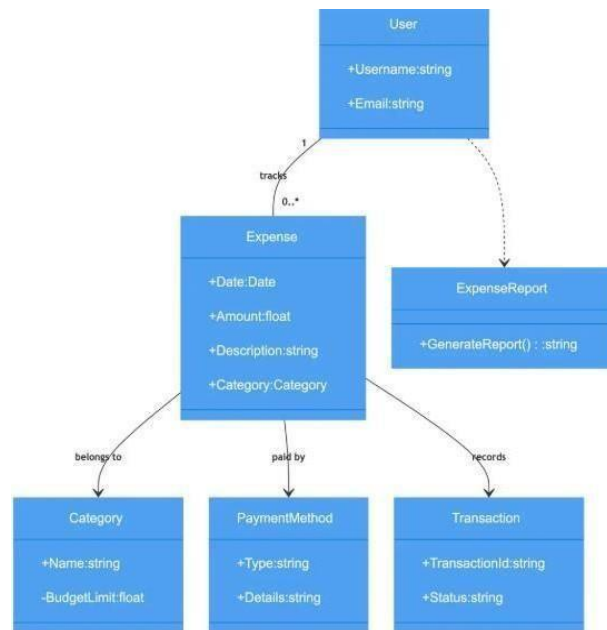 User
+Username:string
+Email:string
1
tracks
0..*
Expense
+Date:Date
+Amount:float
+Description:string
+Category:Category
ExpenseReport
+GenerateReport() : :string
belongs to
paid by
records
Category
+Name:string
-BudgetLimit:float
PaymentMethod
+Type:string
+Details:string
Transaction
+TransactionId:string
+Status:string